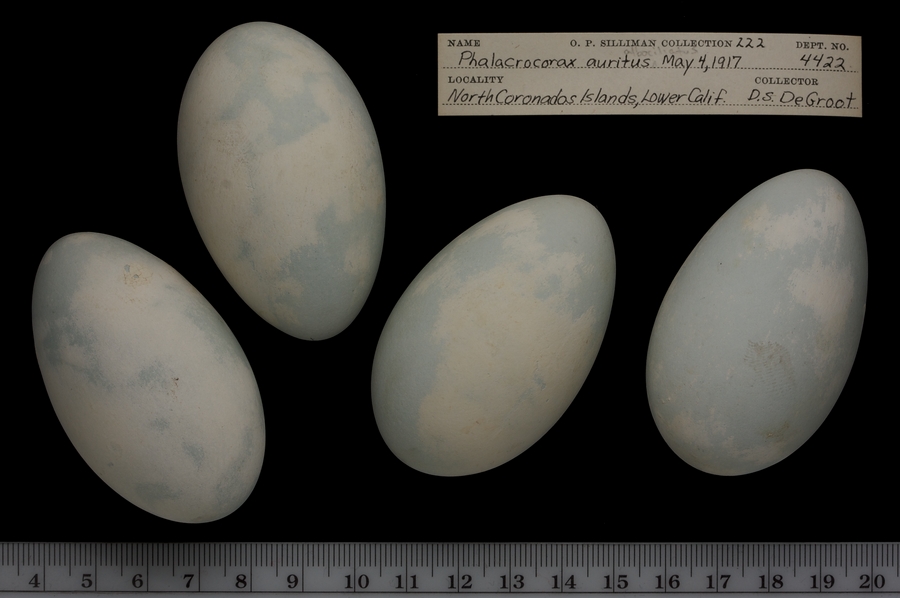 NAME O. P. SILLIMAN COLLECTION 222 DEPT. NO.
Phalacrocorax auritus May 4, 1917 4422
LOCALITY COLLECTOR
North Coronados Islands, Lower Calif. D.S. DeGroot
4 5 6 7 8 9 10 11 12 13 14 15 16 17 18 19 20